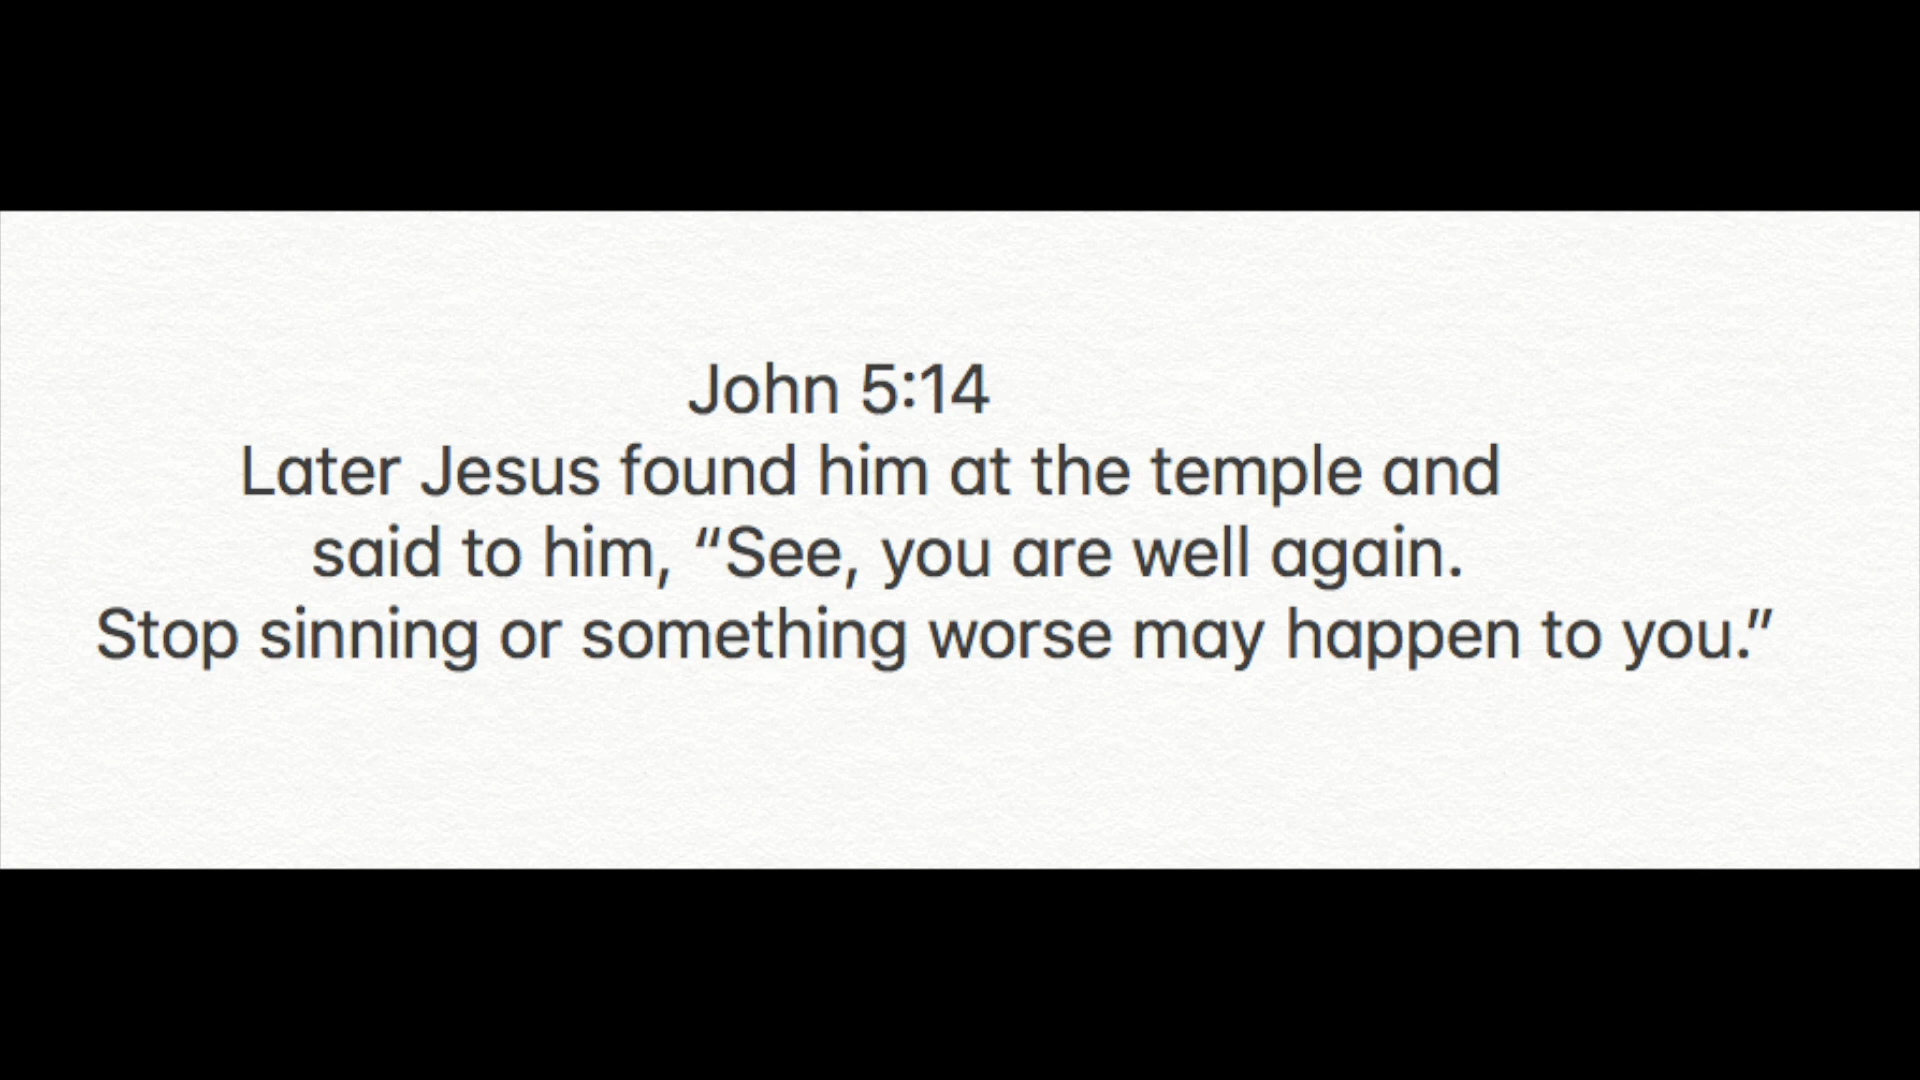 John 5:14
Later Jesus found him at the temple and
said to him, “See, you are well again.
Stop sinning or something worse may happen to you.”